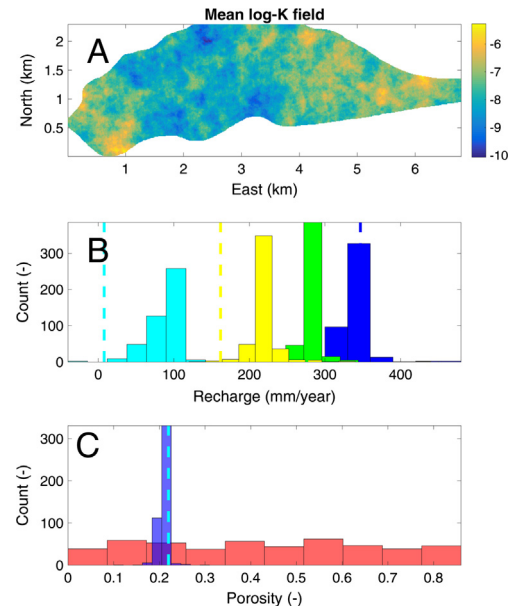 Mean log-K field
A
2
1.5
1
0.5
North (km)
1 2 3 4 5 6
East (km)
-6
-7
-8
-9
-10
B
300
200
100
0
Count (-)
0 100 200 300 400
Recharge (mm/year)
C
300
200
100
0
Count (-)
0 0.1 0.2 0.3 0.4 0.5 0.6 0.7 0.8
Porosity (-)